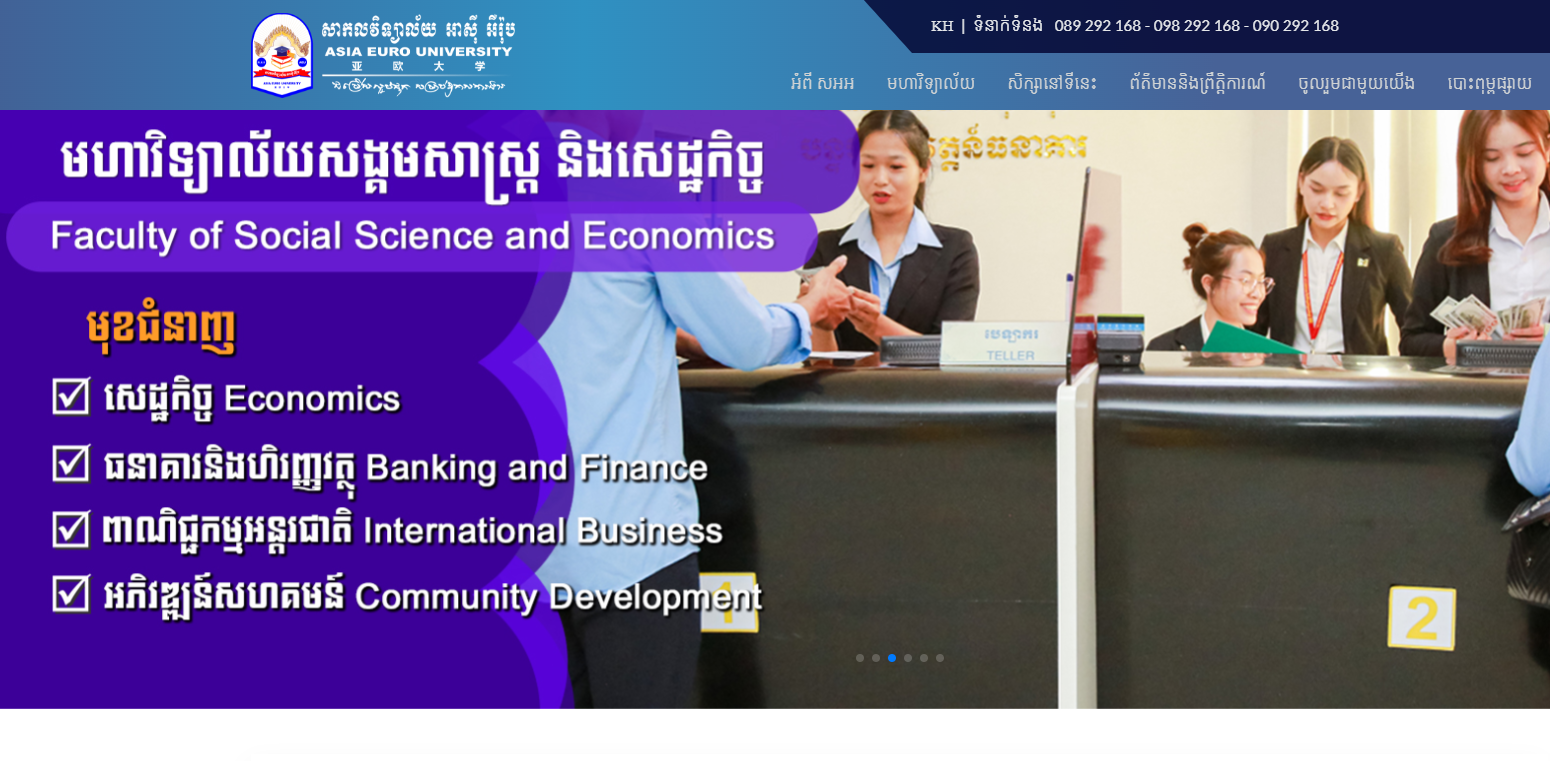 សាកលវិទ្យាល័យ អាស៊ី អឺរ៉ុប
ASIA EURO UNIVERSITY
亚 欧 大 学
KH | ទំនាក់ទំនង 089 292 168 - 098 292 168 - 090 292 168
អំពី សអអ មហាវិទ្យាល័យ សិក្សានៅទីនេះ ព័ត៌មាននិងព្រឹត្តិការណ៍ ចូលរួមជាមួយយើង បោះពុម្ពផ្សាយ
មហាវិទ្យាល័យសង្គមសាស្ត្រ និងសេដ្ឋកិច្ច
Faculty of Social Science and Economics
មុខជំនាញ
សេដ្ឋកិច្ច Economics
ធនាគារនិងហិរញ្ញវត្ថុ Banking and Finance
ពាណិជ្ជកម្មអន្តរជាតិ International Business
អភិវឌ្ឍន៍សហគមន៍ Community Development
បេឡាករ
TELLER
1
2